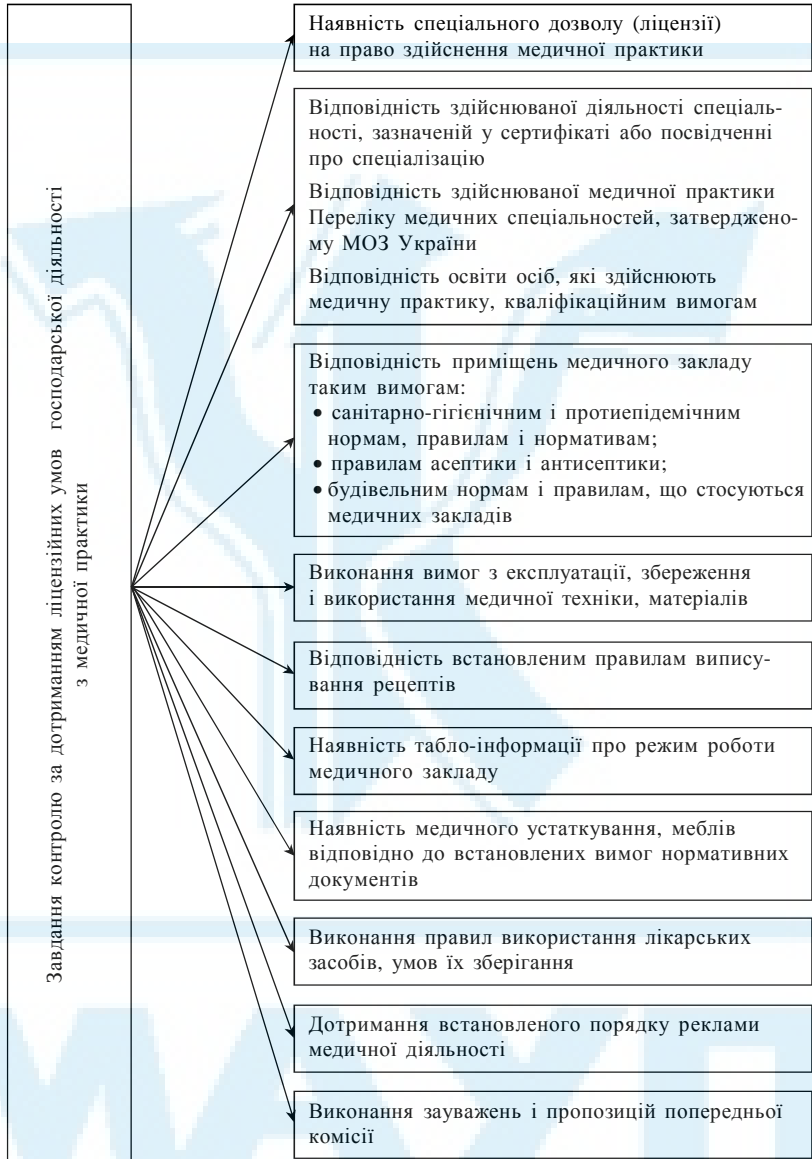 Завдання контролю за дотриманням ліцензійних умов господарської діяльності
з медичної практики
Наявність спеціального дозволу (ліцензії)
на право здійснення медичної практики
Відповідність здійснюваної діяльності спеціаль-
ності, зазначеній у сертифікаті або посвідченні
про спеціалізацію
Відповідність здійснюваної медичної практики
Переліку медичних спеціальностей, затверджено-
му МОЗ України
Відповідність освіти осіб, які здійснюють
медичну практику, кваліфікаційним вимогам
Відповідність приміщень медичного закладу
таким вимогам:
• санітарно-гігієнічним і протиепідемічним
нормам, правилам і нормативам;
• правилам асептики і антисептики;
• будівельним нормам і правилам, що стосуються
медичних закладів
Виконання вимог з експлуатації, збереження
і використання медичної техніки, матеріалів
Відповідність встановленим правилам випису-
вання рецептів
Наявність табло-інформації про режим роботи
медичного закладу
Наявність медичного устаткування, меблів
відповідно до встановлених вимог нормативних
документів
Виконання правил використання лікарських
засобів, умов їх зберігання
Дотримання встановленого порядку реклами
медичної діяльності
Виконання зауважень і пропозицій попередньої
комісії
МАУП